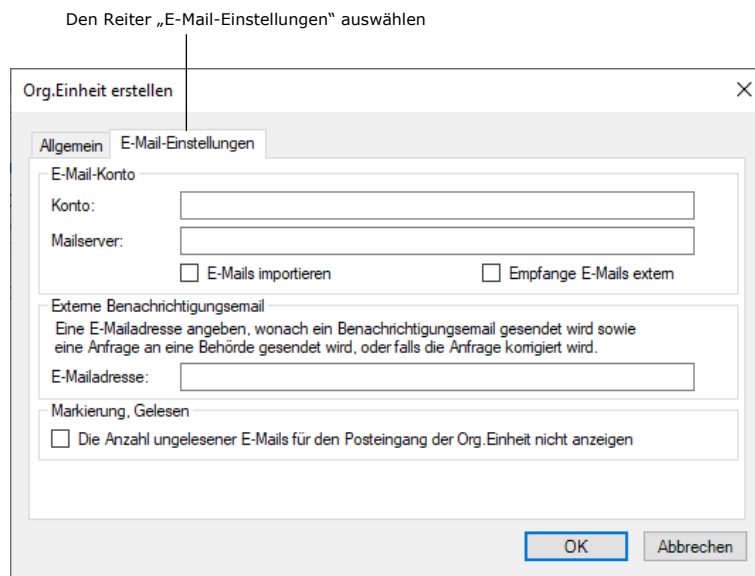 Den Reiter „E-Mail-Einstellungen“ auswählen
Org.Einheit erstellen
Allgemein
E-Mail-Einstellungen
E-Mail-Konto
Konto:
Mailserver:
E-Mails importieren
Empfange E-Mails extern
Externe Benachrichtigungsemail
Eine E-Mailadresse angeben, wonach ein Benachrichtigungsemail gesendet wird sowie
eine Anfrage an eine Behörde gesendet wird, oder falls die Anfrage korrigiert wird.
E-Mailadresse:
Markierung, Gelesen
Die Anzahl ungelesener E-Mails für den Posteingang der Org.Einheit nicht anzeigen
OK
Abbrechen